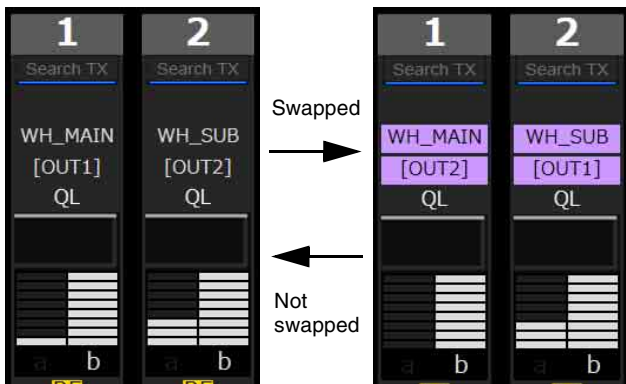 1 2
Search TX Search TX
WH_MAIN WH_SUB
[OUT1] [OUT2]
QL QL
a b b
Swapped
Not
swapped
1 2
Search TX Search TX
WH_MAIN WH_SUB
[OUT2] [OUT1]
QL QL
a b b